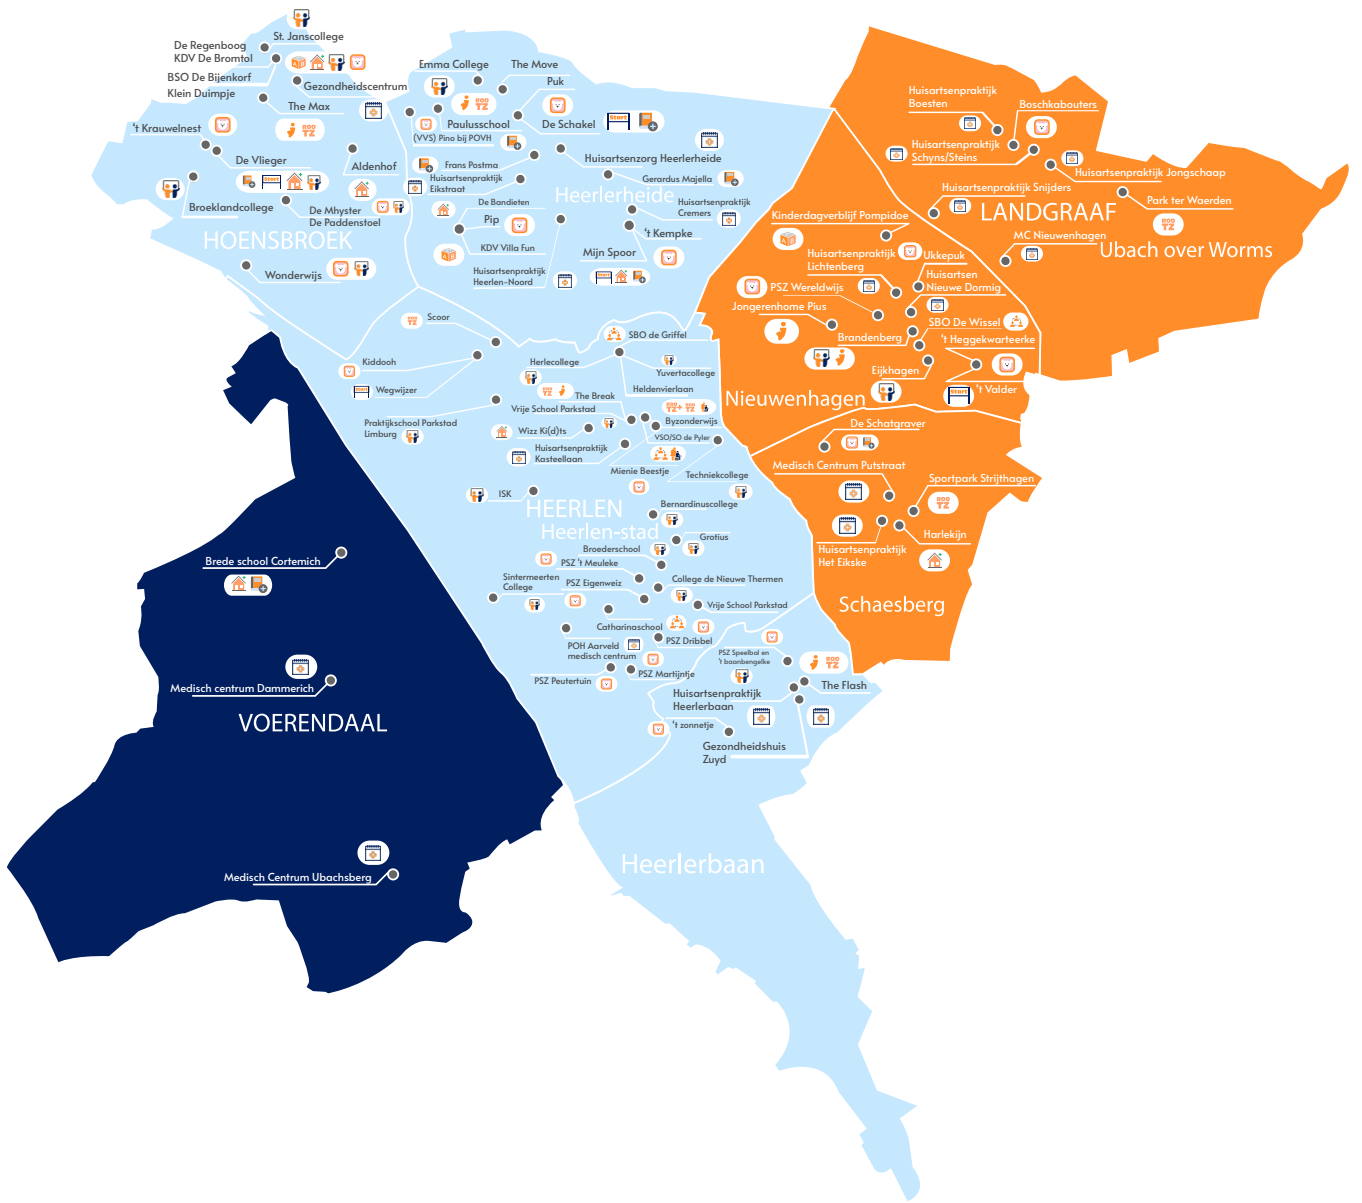 St. Janscollege
De Regenboog
KDV De Bromtol
BSO De Bijenkorf
Klein Duimpje
Gezondheidscentrum
The Max
't Krauwelnest
De Vlieger
Aldenhof
Broeklandcollege
De Mhyster
De Paddenstoel
HOENSBROEK
Wonderwijs
Emma College
The Move
Puk
Paulusschool
De Schakel
(VVS) Pino bij POVH
Frans Postma
Huisartsenzorg Heerlerheide
Huisartsenpraktijk
Eikstraat
Gerardus Majella
Heerlerheide
De Bandieten
Huisartsenpraktijk
Cremers
Pip
't Kempke
KDV Villa Fun
Mijn Spoor
Huisartsenpraktijk
Heerlen-Noord
Huisartsenpraktijk
Boesten
Boschkabouters
Huisartsenpraktijk
Schyns/Steins
Huisartsenpraktijk Jongschaap
Huisartsenpraktijk Snijders
Park ter Waerden
LANDGRAAF
MC Nieuwenhagen
Ubach over Worms
Kinderdagverblijf Pompidoe
Huisartsenpraktijk
Lichtenberg
Ukkepuk
Huisartsen
Nieuwe Dormig
PSZ Wereldwijs
Jongerenhome Pius
SBO De Wissel
Brandenberg
't Heggekwarteerke
Eijkhagen
't Valder
Nieuwenhagen
Scoor
SBO de Griffel
Kiddooh
Herlecollege
Yuvertacollege
Wegwijzer
The Break
Heldenvierlaan
Praktijkschool Parkstad
Limburg
Vrije School Parkstad
Byzonderwijs
Wizz Ki(d)ts
VSO/SO de Pyler
Huisartsenpraktijk
Kasteellaan
Mienie Beestje
Techniekcollege
ISK
HEERLEN
Heerlen-stad
Bernardinuscollege
Grotius
Broederschool
PSZ 't Meuleke
Sintermeerten
College
PSZ Eigenweiz
College de Nieuwe Thermen
Vrije School Parkstad
Catharinaschool
PSZ Dribbel
POH Aarveld
medisch centrum
PSZ Peutertuin
PSZ Martijntje
De Schatgraver
Medisch Centrum Putstraat
Sportpark Strijthagen
Huisartsenpraktijk
Het Eikske
Harlekijn
Schaesberg
PSZ Speelbal en
't baanbengelke
The Flash
Huisartsenpraktijk
Heerlerbaan
't zonnetje
Gezondheidshuis
Zuyd
Heerlerbaan
Brede school Cortemich
Medisch centrum Dammerich
VOERENDAAL
Medisch Centrum Ubachsberg